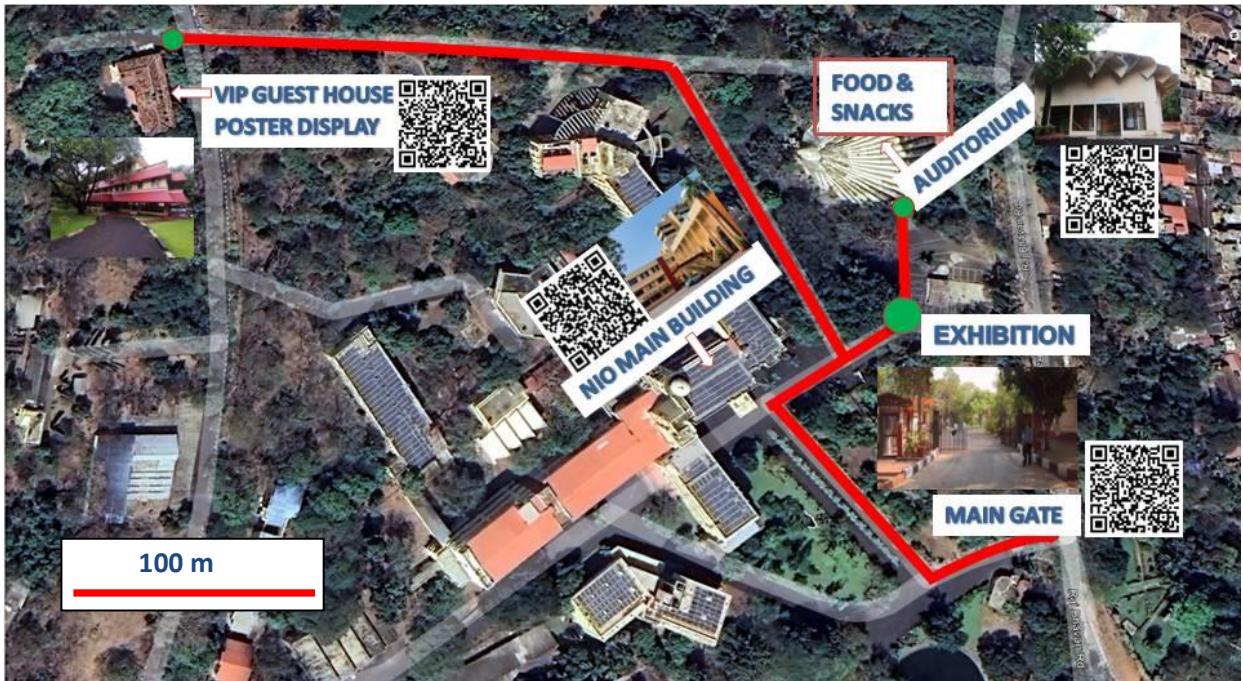 VIP GUEST HOUSE
POSTER DISPLAY
FOOD &
SNACKS
AUDITORIUM
NIO MAIN BUILDING
EXHIBITION
MAIN GATE
100 m